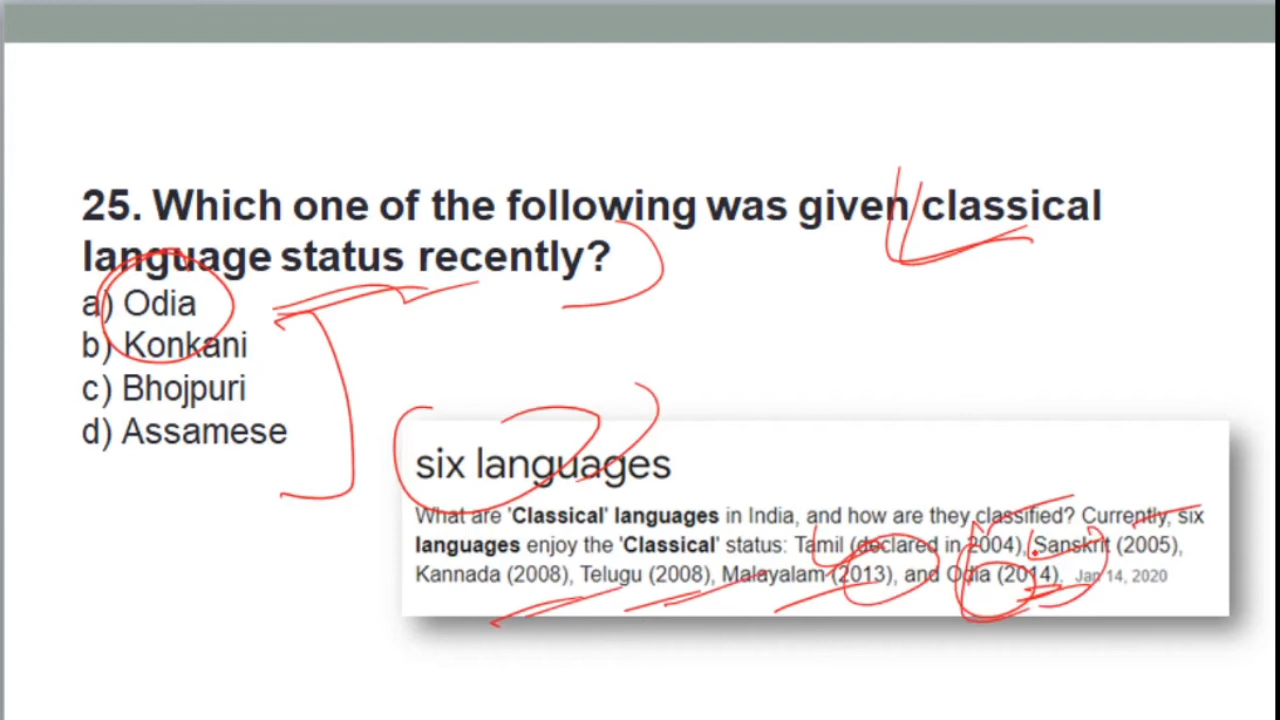 25. Which one of the following was given classical
language status recently?
a) Odia
b) Konkani
c) Bhojpuri
d) Assamese
six languages
What are 'Classical' languages in India, and how are they classified? Currently, six
languages enjoy the 'Classical' status: Tamil (declared in 2004), Sanskrit (2005),
Kannada (2008), Telugu (2008), Malayalam (2013), and Odia (2014). Jan 14, 2020